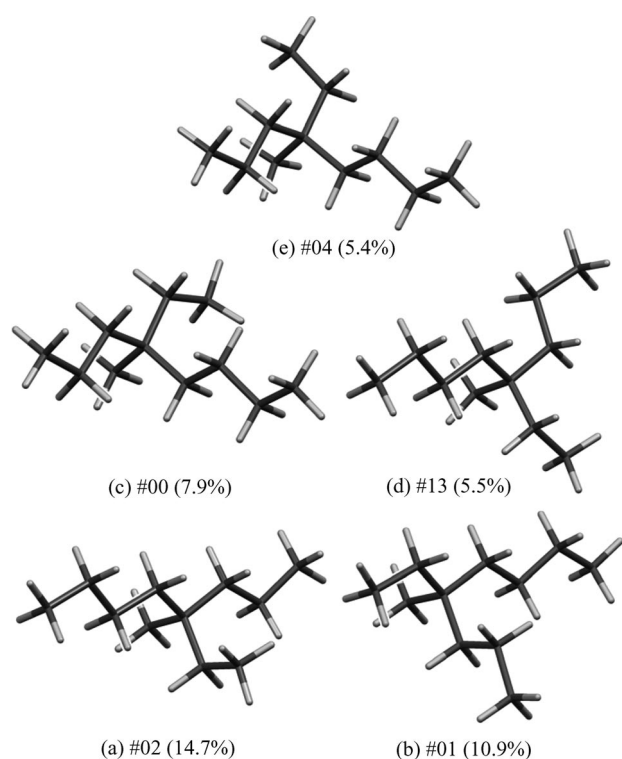 (e) #04 (5.4%)
(c) #00 (7.9%)
(d) #13 (5.5%)
(a) #02 (14.7%)
(b) #01 (10.9%)